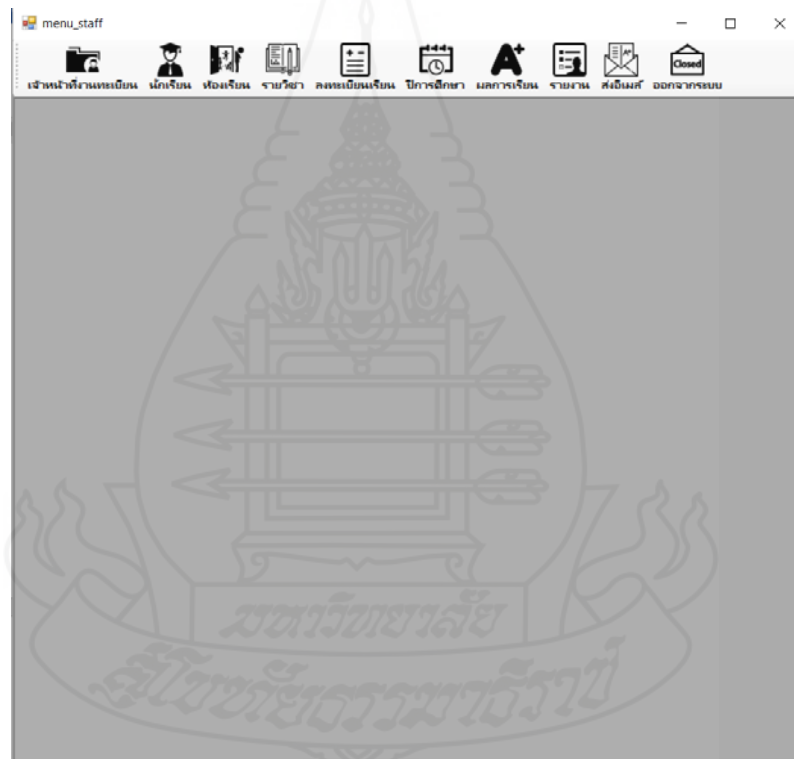 menu_staff
เจ้าหน้าที่งานทะเบียน นักเรียน ห้องเรียน รายวิชา ลงทะเบียนเรียน ปีการศึกษา A+ ผลการเรียน รายงาน ส่งอีเมล์ Closed ออกจากระบบ
มหาวิทยาลัย
สุโขทัยธรรมาธิราช